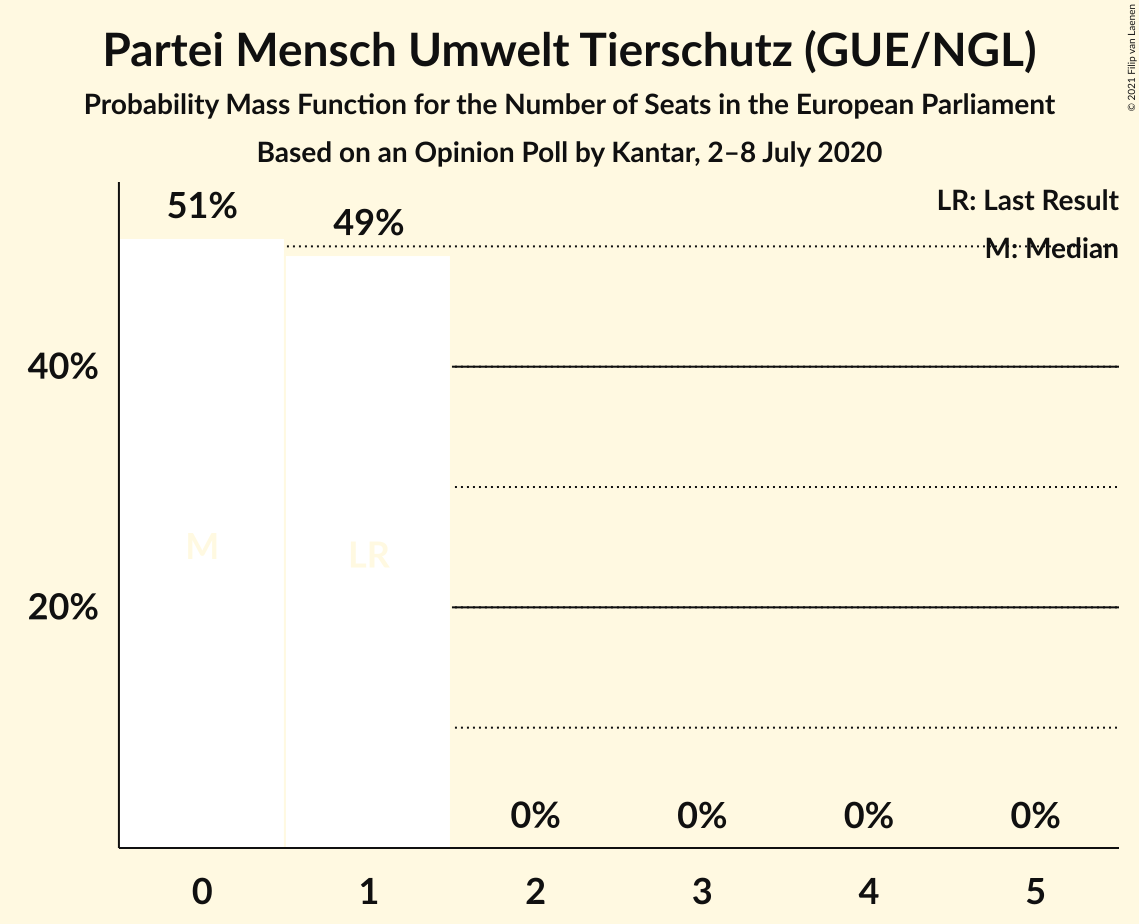 Partei Mensch Umwelt Tierschutz (GUE/NGL)
Probability Mass Function for the Number of Seats in the European Parliament
Based on an Opinion Poll by Kantar, 2–8 July 2020
© 2021 Filip van Laenen
LR: Last Result
M: Median
51%
49%
40%
20%
M
LR
0%
0%
0%
0%
0
1
2
3
4
5